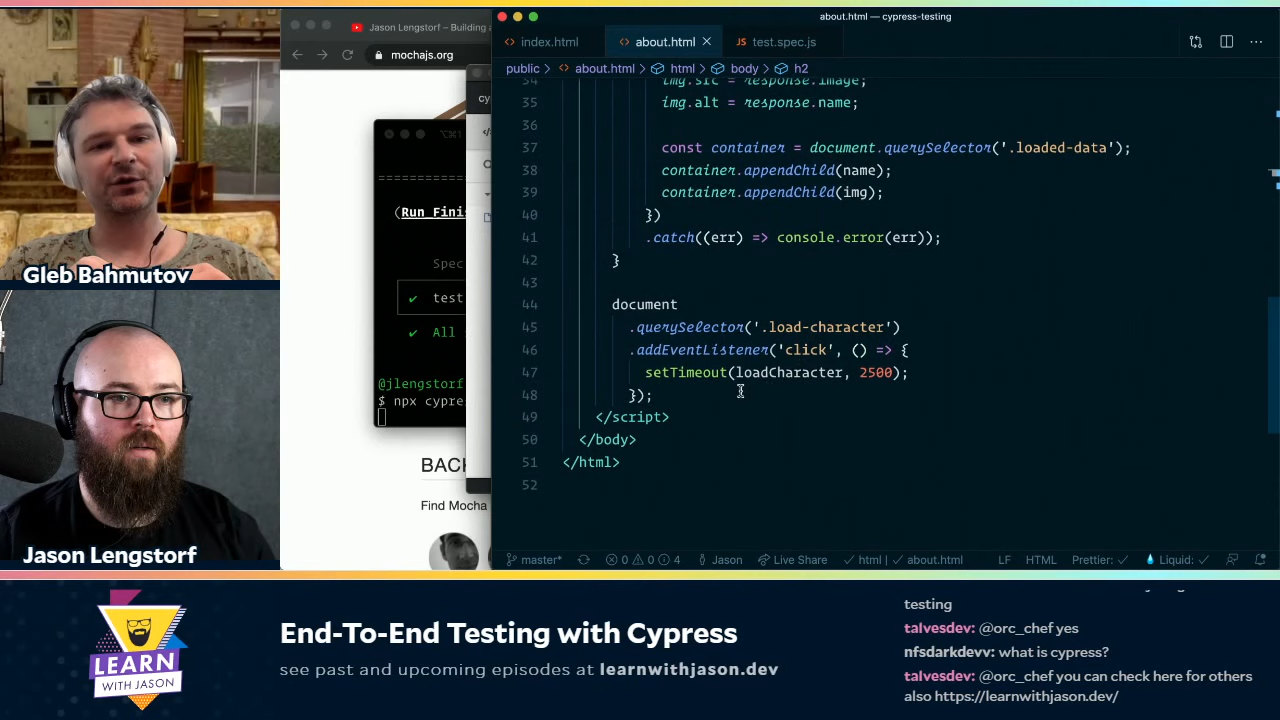 about.html — cypress-testing
Jason Lengstorf – Building a
mochajs.org
index.html
about.html
test.spec.js
public > about.html > html > body > h2
cy
(Run Fini
Spec
✔ test
✔ All
@jlengstorf
$ npx cypre
BACK
Find Mocha
34 img.src = response.image;
35 img.alt = response.name;
36
37 const container = document.querySelector('.loaded-data');
38 container.appendChild(name);
39 container.appendChild(img);
40 })
41 .catch((err) => console.error(err));
42 }
43
44 document
45 .querySelector('.load-character')
46 .addEventListener('click', () => {
47 setTimeout(loadCharacter, 2500);
48 });
49 </script>
50 </body>
51 </html>
52
master* 0 0 4 Jason Live Share ✓ html | ✓ about.html LF HTML Prettier: ✓ Liquid: ✓
Gleb Bahmutov
Jason Lengstorf
LEARN
WITH JASON
End-To-End Testing with Cypress
see past and upcoming episodes at learnwithjason.dev
testing
talvesdev: @orc_chef yes
nfsdarkdevv: what is cypress?
talvesdev: @orc_chef you can check here for others
also https://learnwithjason.dev/